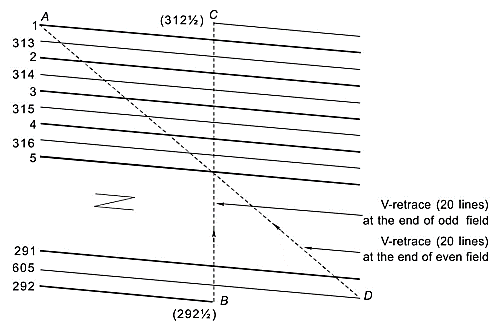 A
C
(312½)
1
313
2
314
3
315
4
316
5
V-retrace (20 lines)
at the end of odd field
V-retrace (20 lines)
at the end of even field
291
605
292
B
(292½)
D